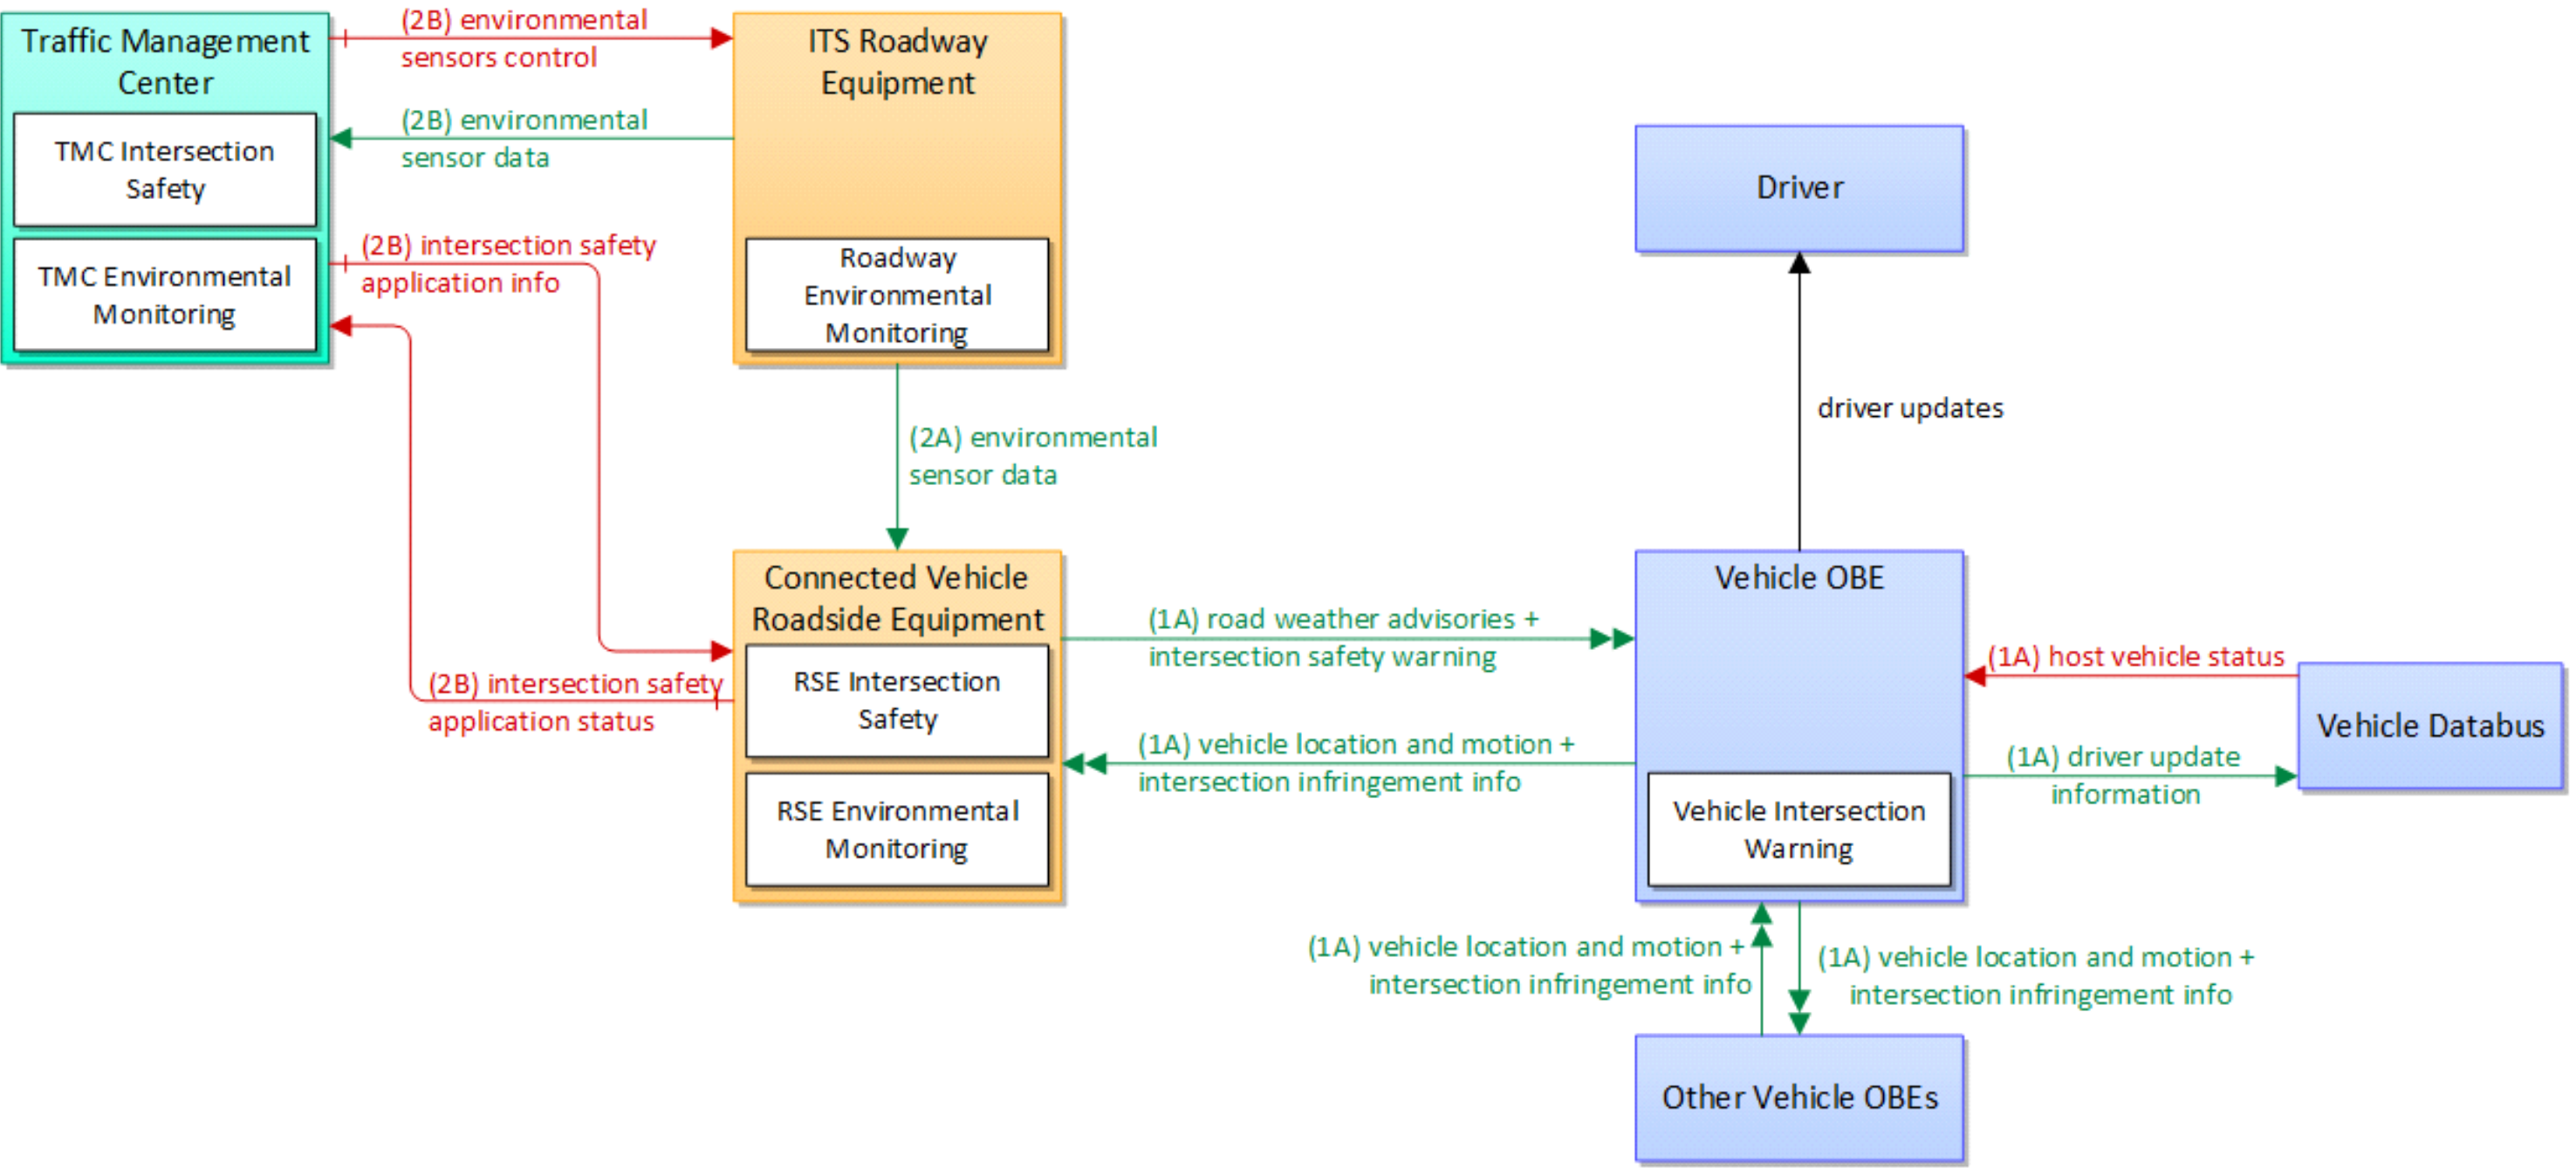 Traffic Management
Center
TMC Intersection
Safety
TMC Environmental
Monitoring
(2B) environmental
sensors control
(2B) environmental
sensor data
(2B) intersection safety
application info
(2B) intersection safety
application status
ITS Roadway
Equipment
Roadway
Environmental
Monitoring
(2A) environmental
sensor data
Connected Vehicle
Roadside Equipment
RSE Intersection
Safety
RSE Environmental
Monitoring
(1A) road weather advisories +
intersection safety warning
(1A) vehicle location and motion +
intersection infringement info
Driver
driver updates
Vehicle OBE
Vehicle Intersection
Warning
(1A) host vehicle status
(1A) driver update
information
Vehicle Databus
(1A) vehicle location and motion +
intersection infringement info
(1A) vehicle location and motion +
intersection infringement info
Other Vehicle OBEs